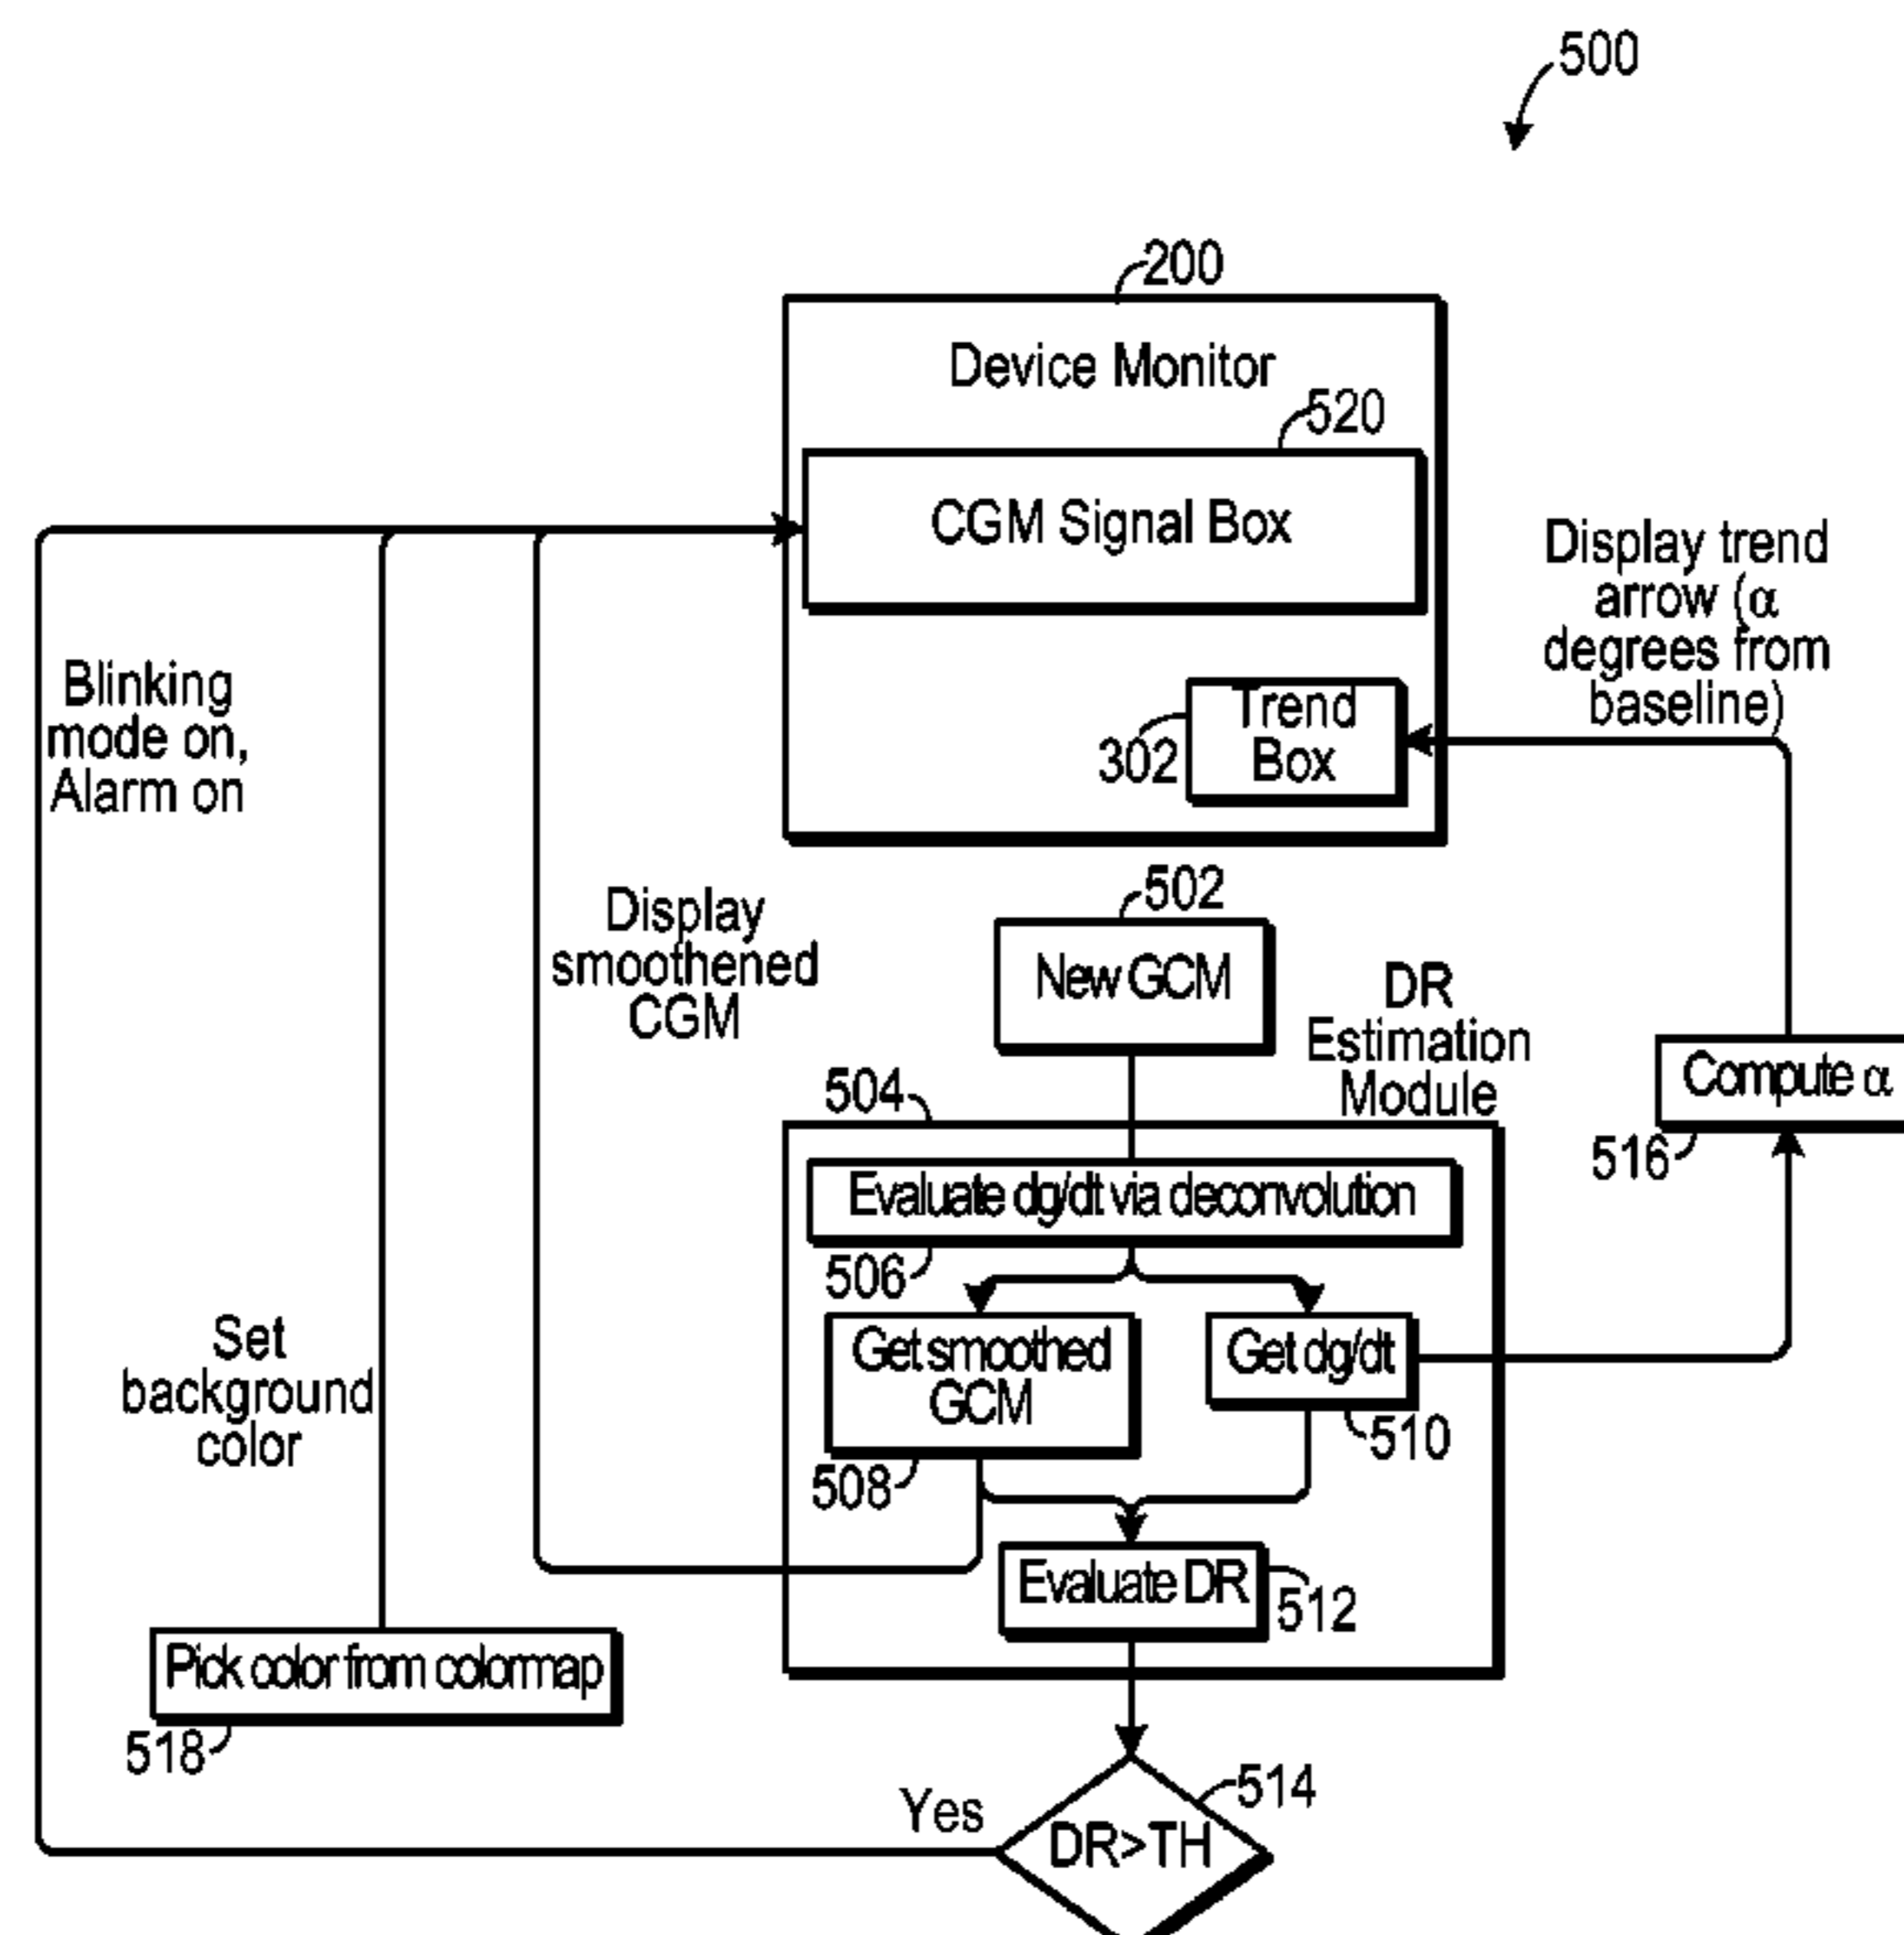 500
200
Device Monitor
520
CGM Signal Box
Display trend
arrow (α
degrees from
baseline)
Trend
Box
302
Blinking
mode on,
Alarm on
502
New GCM
Display
smoothened
CGM
DR
Estimation
Module
Compute α
516
504
Evaluate dg/dt via deconvolution
506
Get smoothed
GCM
508
Get dg/dt
510
Set
background
color
Evaluate DR
512
Pick color from colormap
518
Yes
514
DR>TH